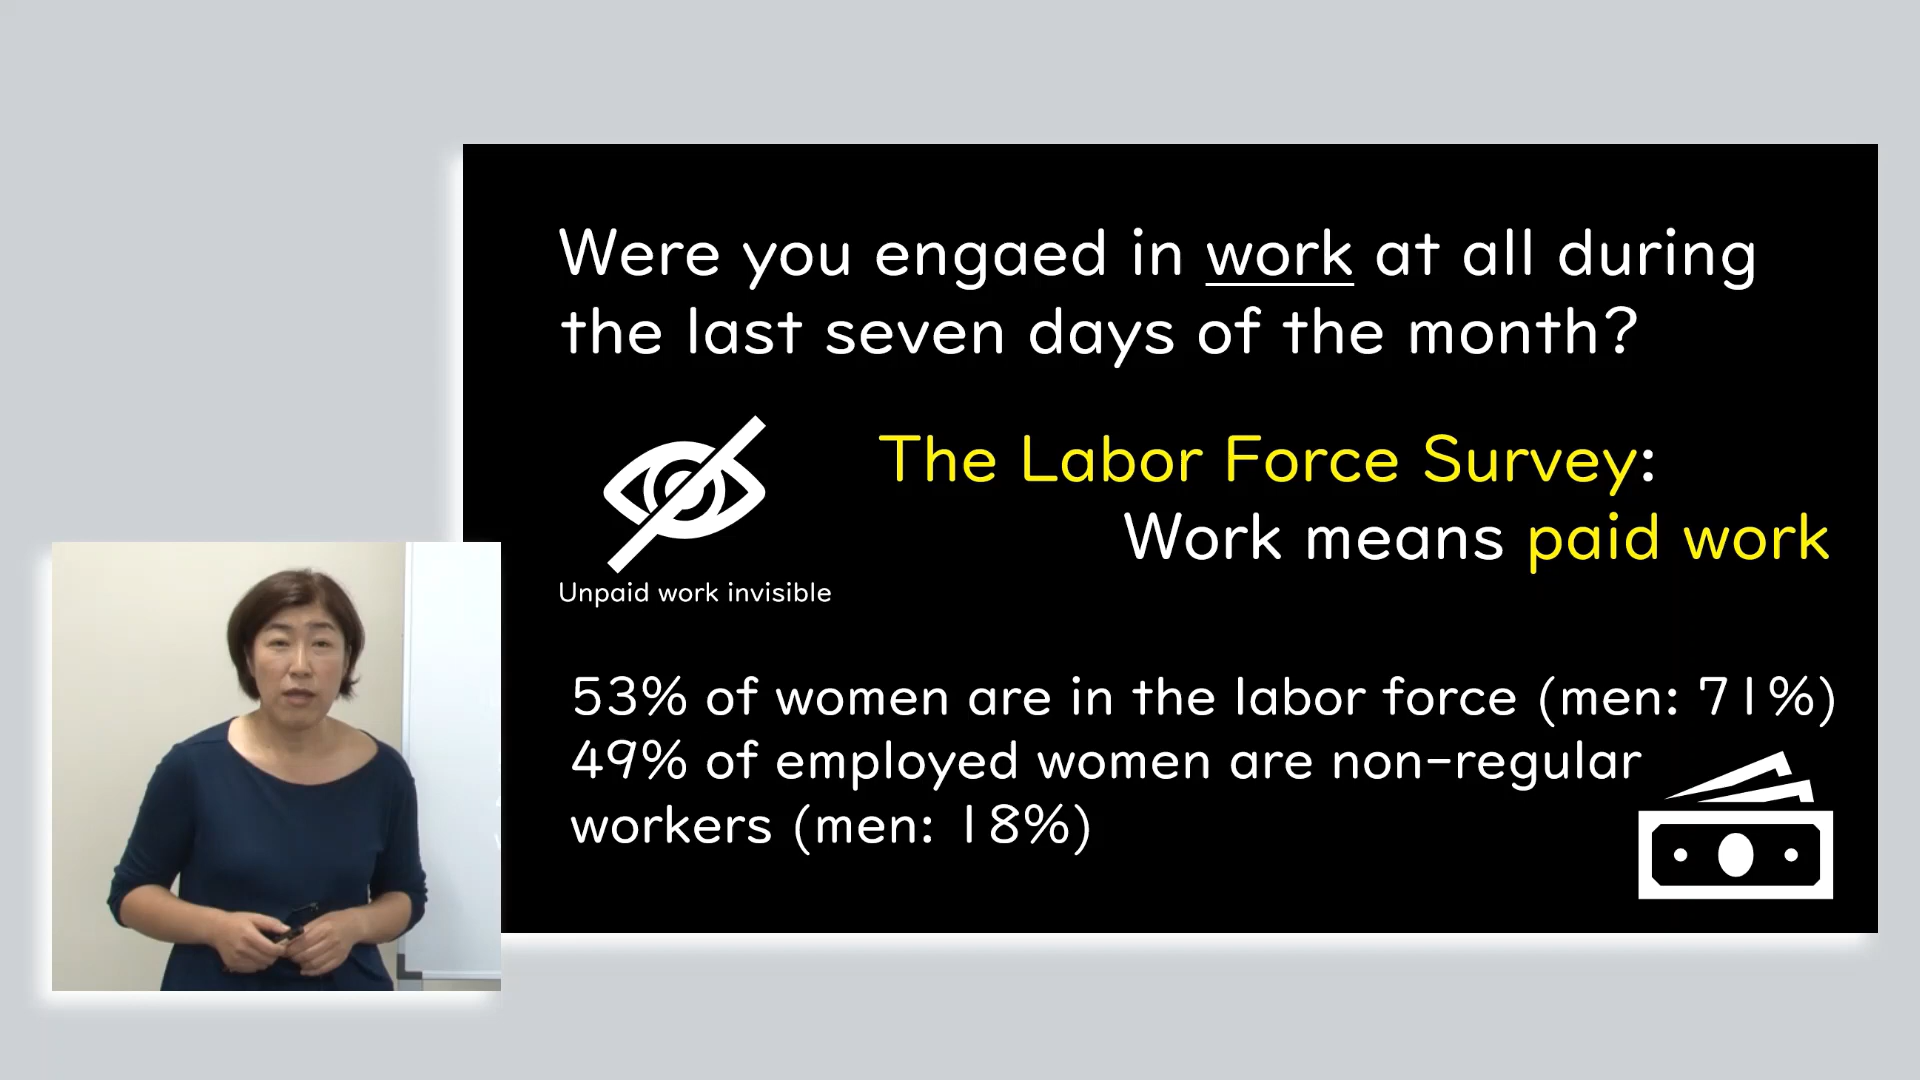 Were you engaed in work at all during
the last seven days of the month?
The Labor Force Survey:
Work means paid work
Unpaid work invisible
53% of women are in the labor force (men: 71%)
49% of employed women are non-regular
workers (men: 18%)